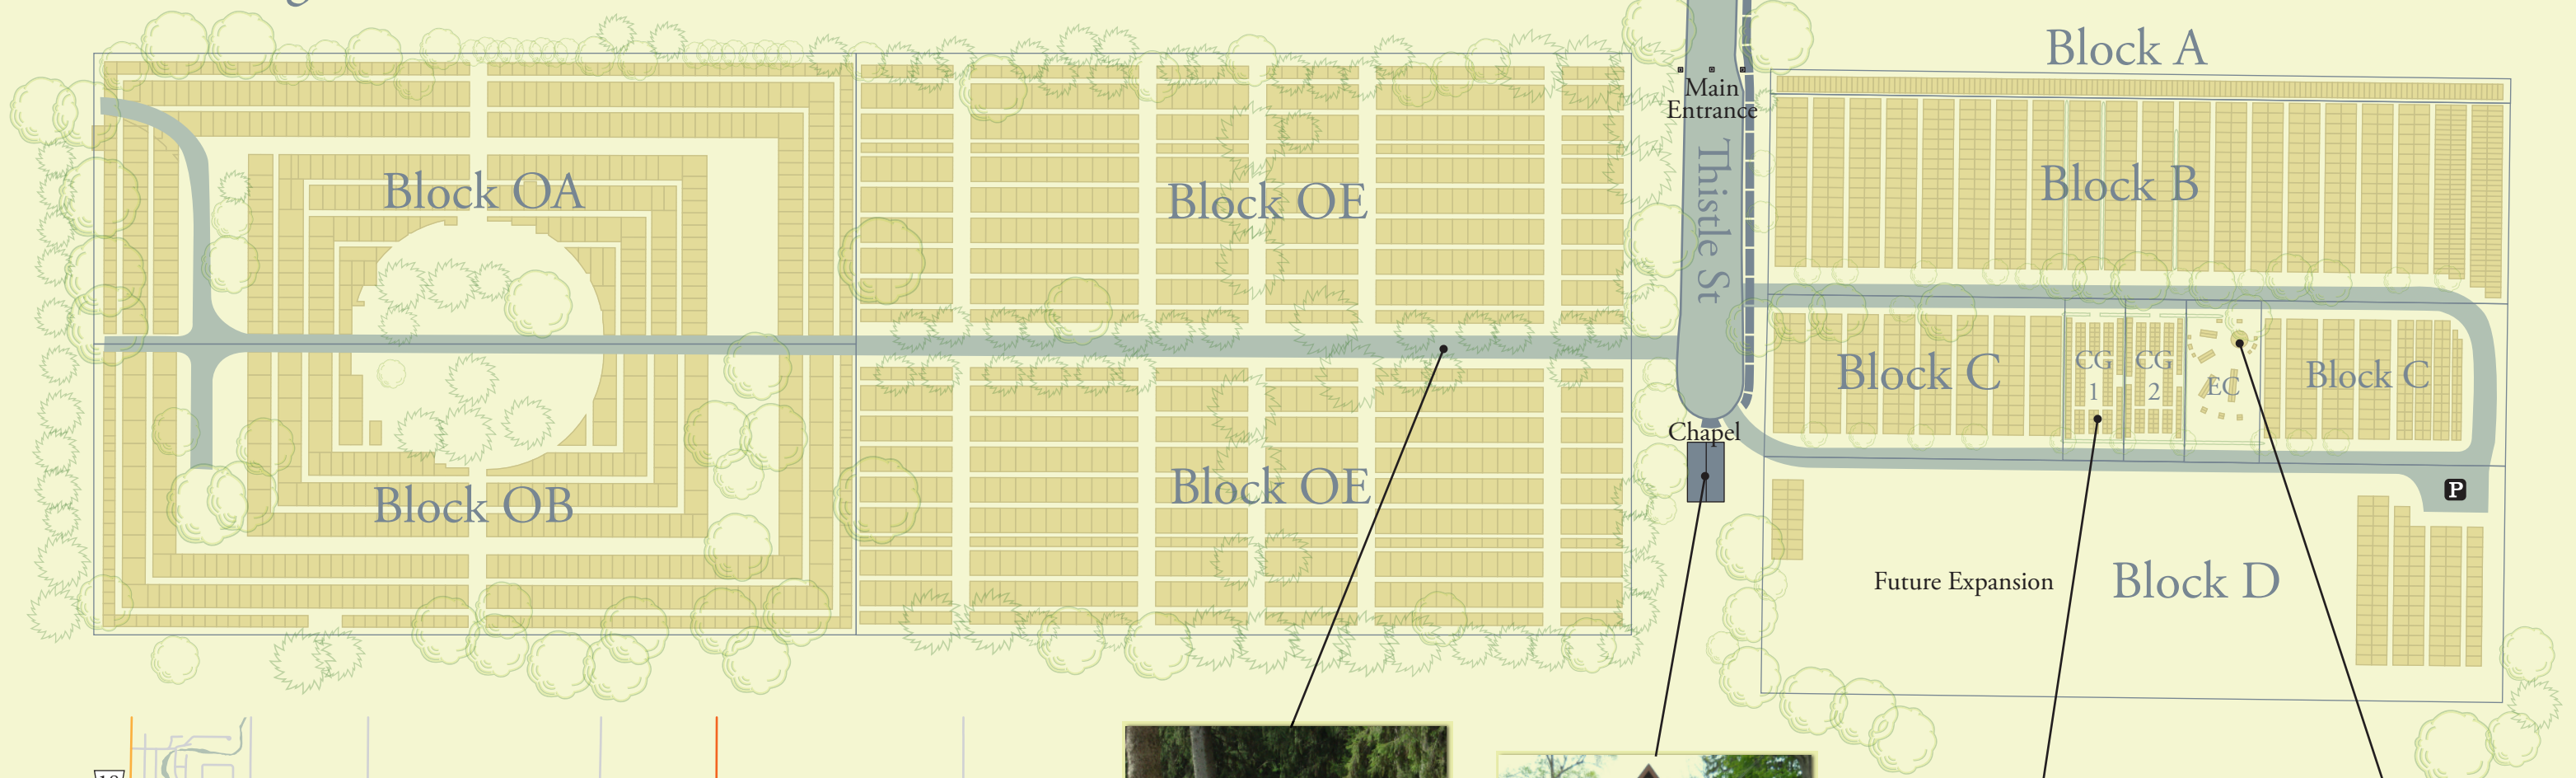 Block A
Main
Entrance
Thistle St
Block OA
Block OE
Block B
Block C
CG
1
CG
2
EC
Block C
Chapel
Block OB
Block OE
P
Future Expansion
Block D